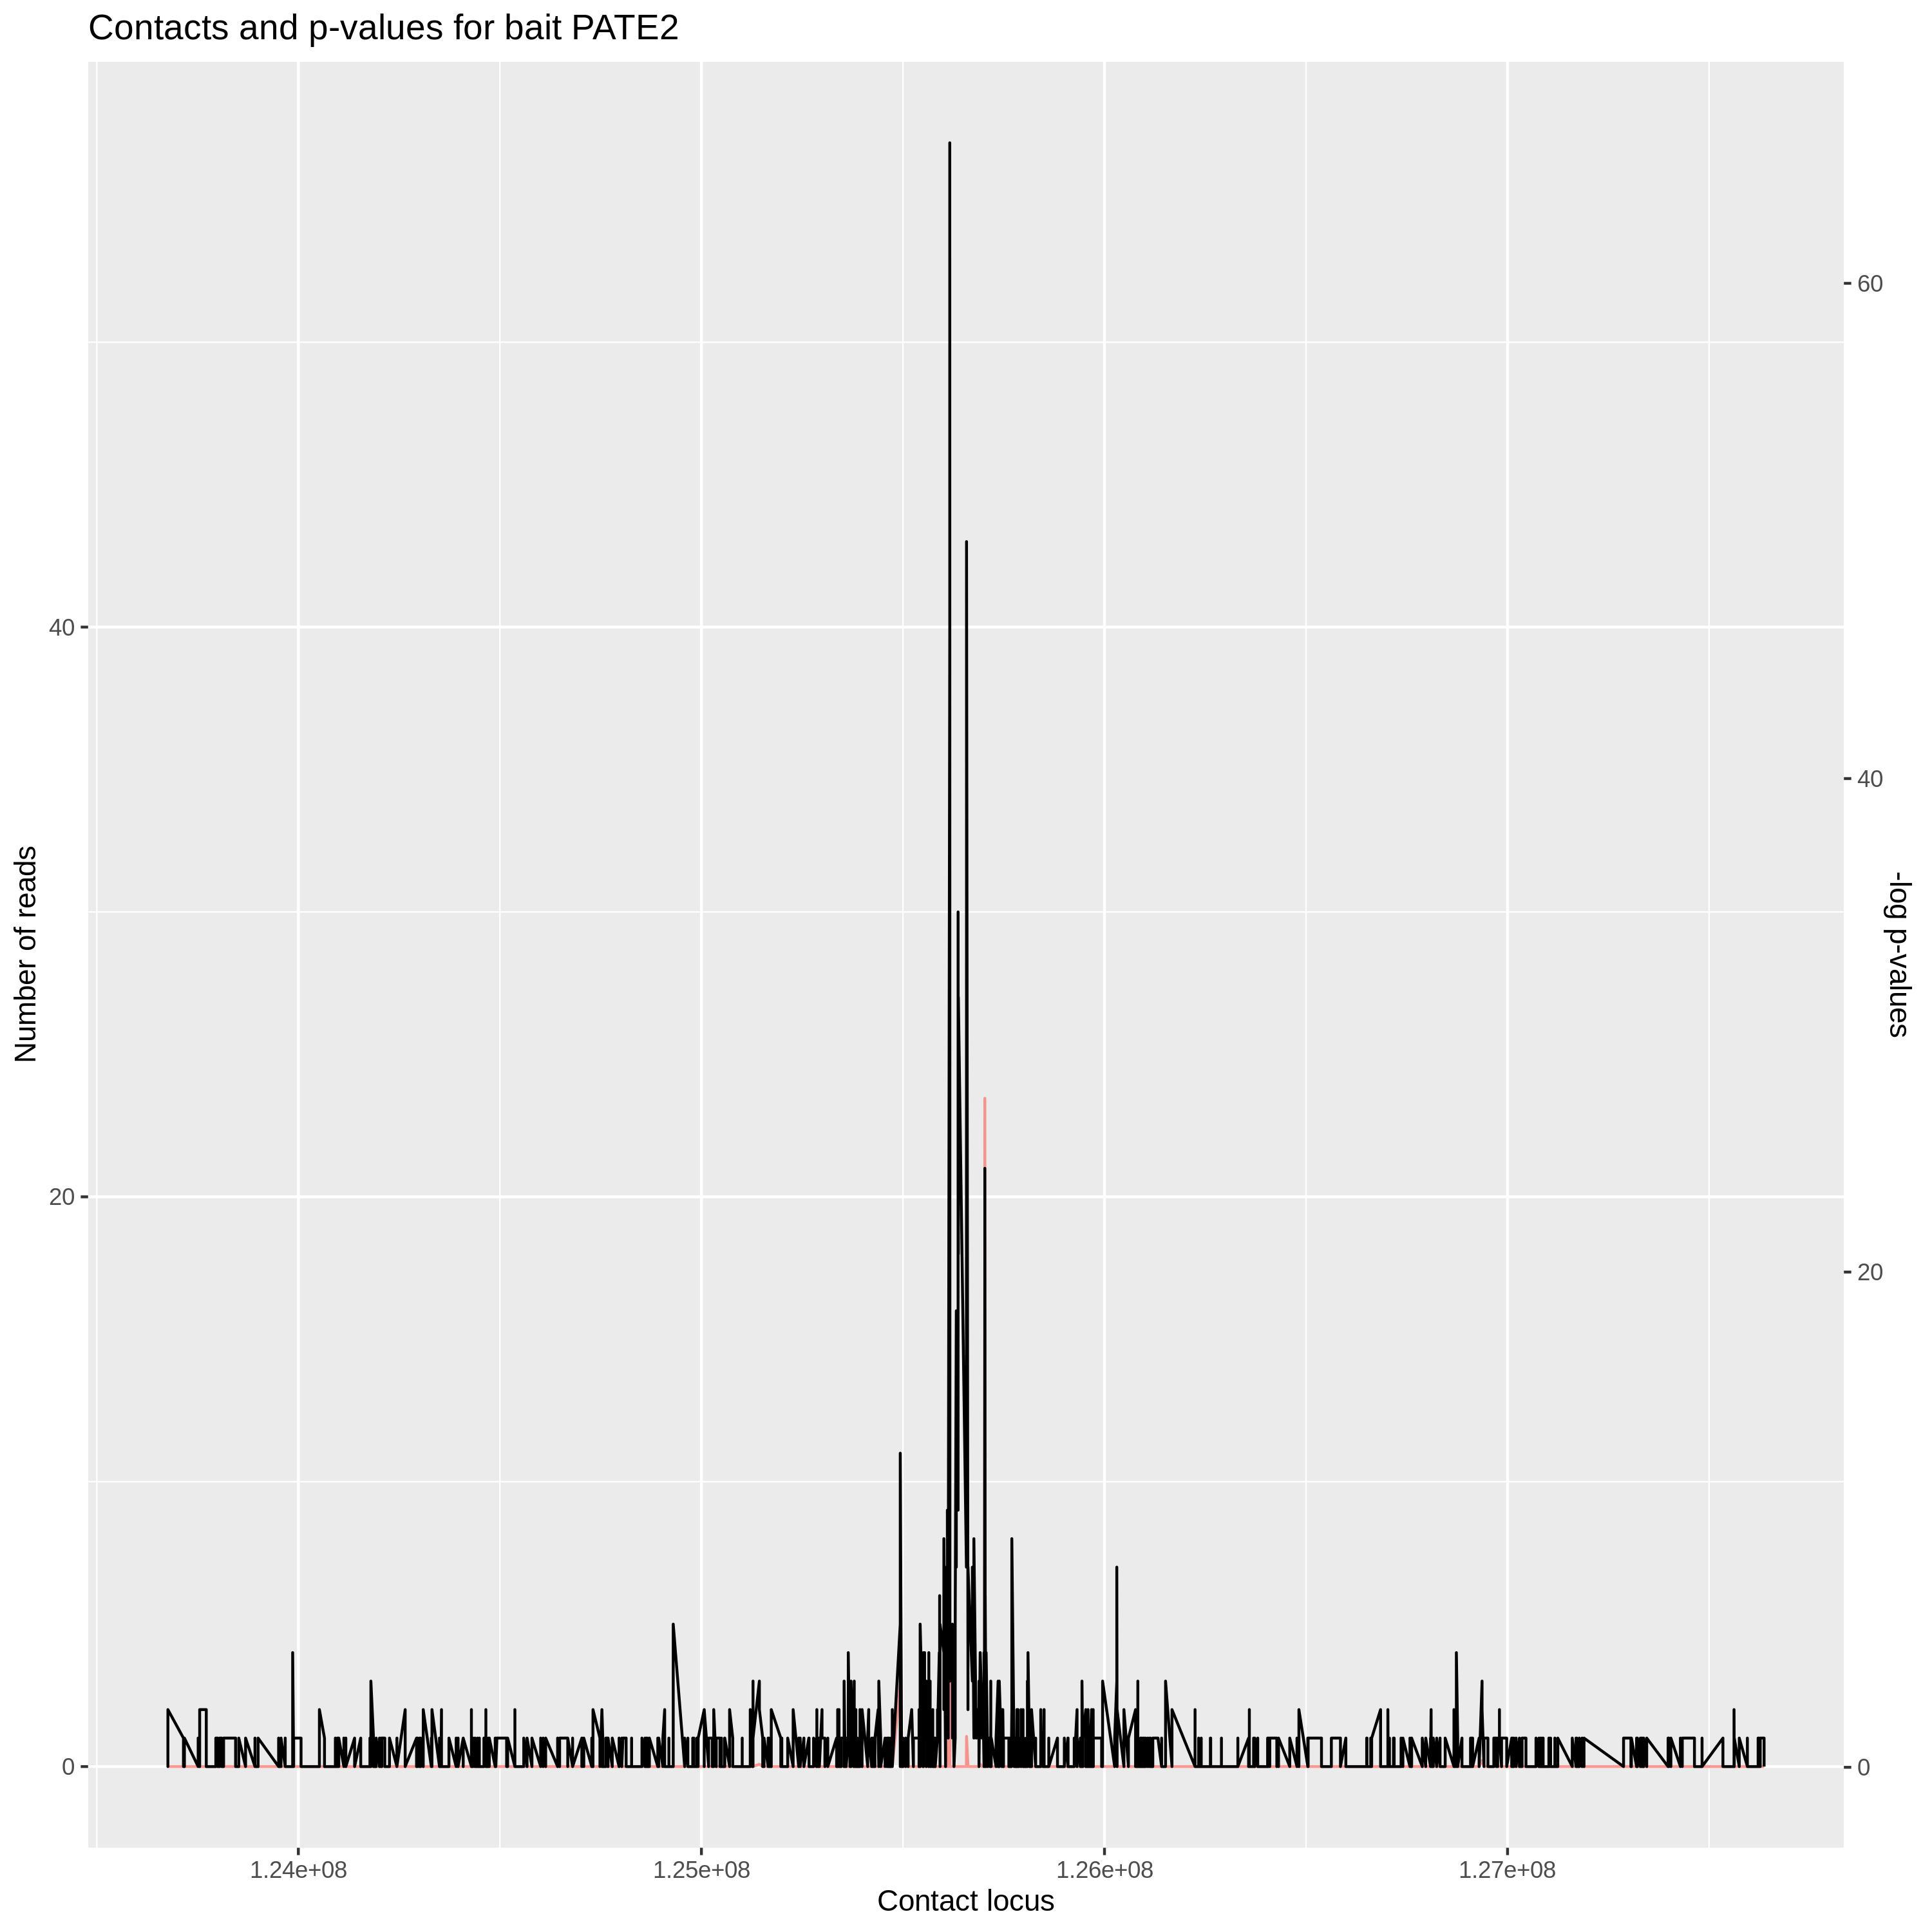 Contacts and p-values for bait PATE2
Number of reads
40
20
0
60
40
20
0
-log p-values
1.24e+08
1.25e+08
1.26e+08
1.27e+08
Contact locus